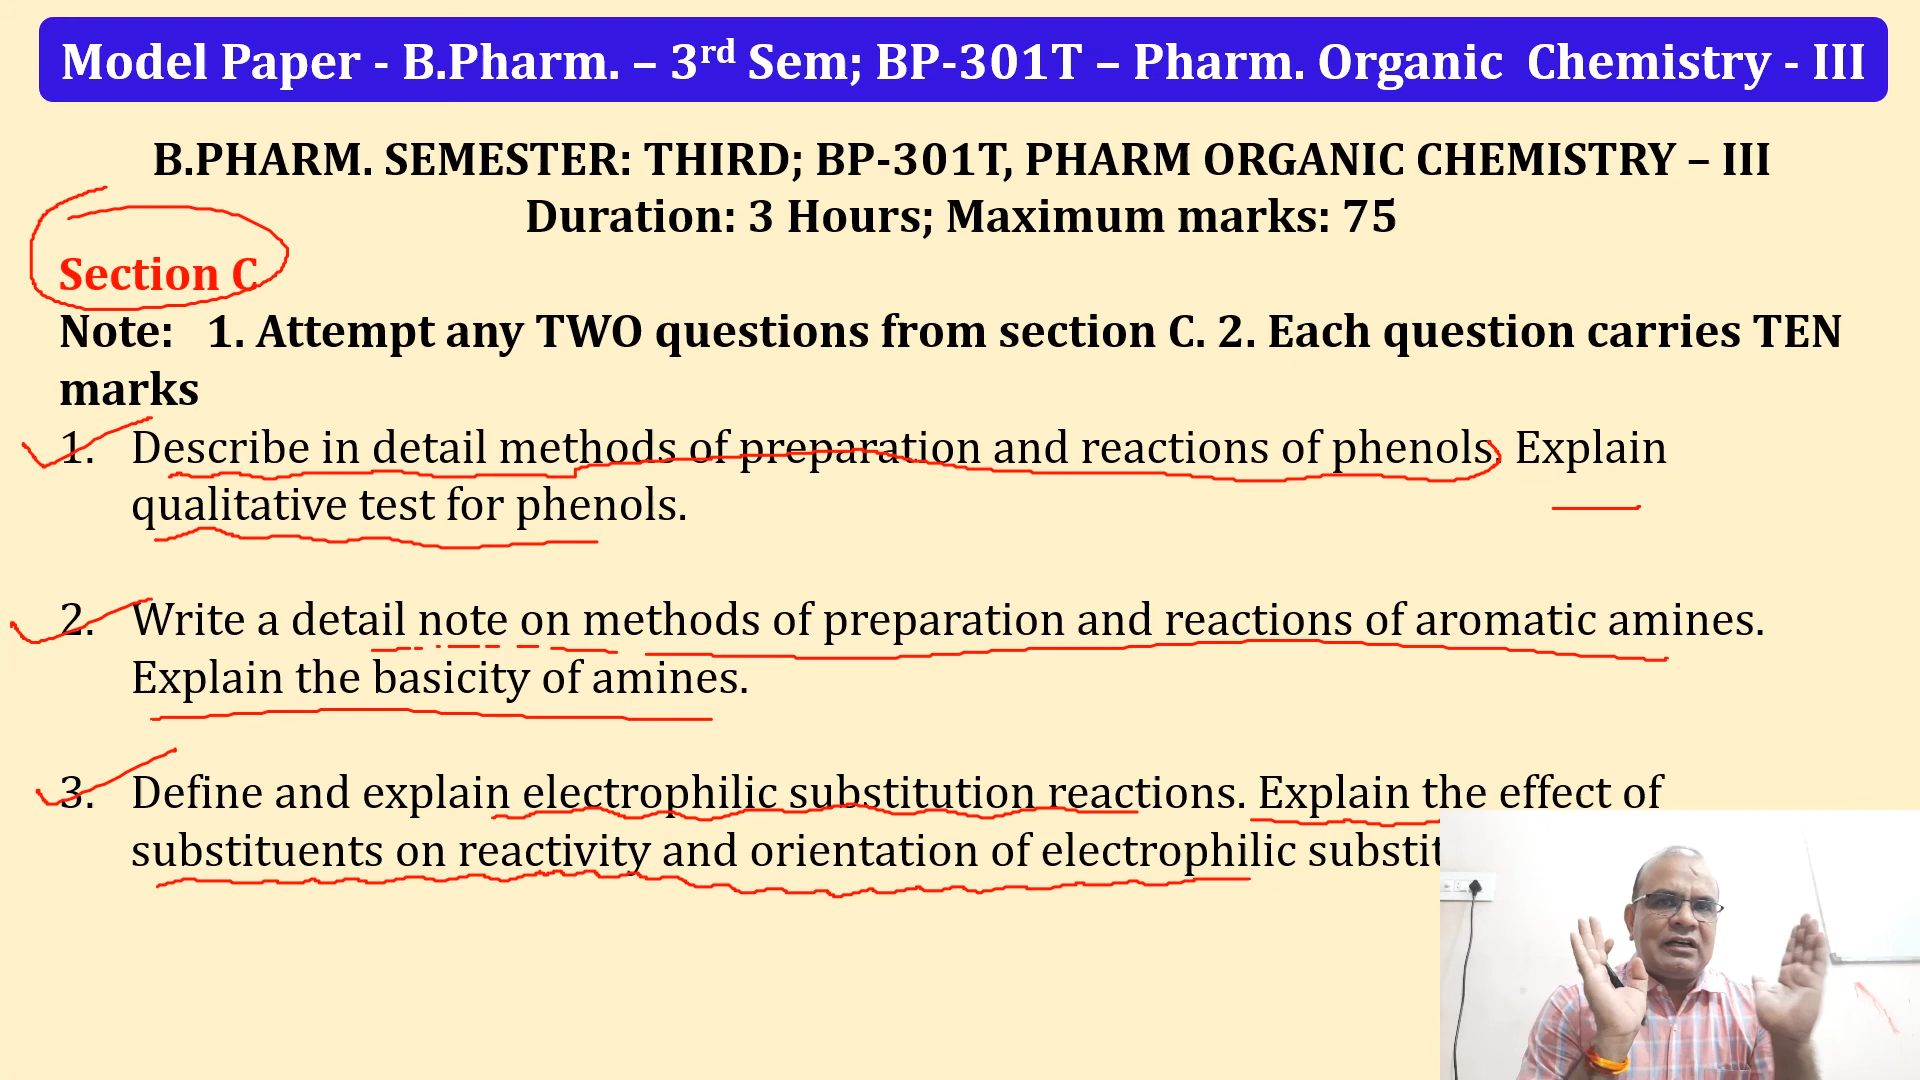 Model Paper - B.Pharm. – 3rd Sem; BP-301T – Pharm. Organic Chemistry - III
B.PHARM. SEMESTER: THIRD; BP-301T, PHARM ORGANIC CHEMISTRY – III
Duration: 3 Hours; Maximum marks: 75
Section C
Note: 1. Attempt any TWO questions from section C. 2. Each question carries TEN
marks
1. Describe in detail methods of preparation and reactions of phenols. Explain
qualitative test for phenols.
2. Write a detail note on methods of preparation and reactions of aromatic amines.
Explain the basicity of amines.
3. Define and explain electrophilic substitution reactions. Explain the effect of
substituents on reactivity and orientation of electrophilic